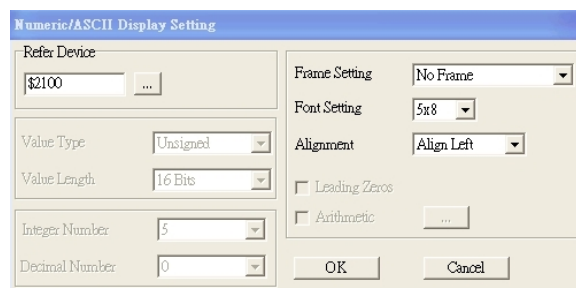 Numeric/ASCII Display Setting
Refer Device
$2100 ...
Value Type Unsigned
Value Length 16 Bits
Integer Number 5
Decimal Number 0
Frame Setting No Frame
Font Setting 5x8
Alignment Align Left
Leading Zeros
Arithmetic ...
OK Cancel